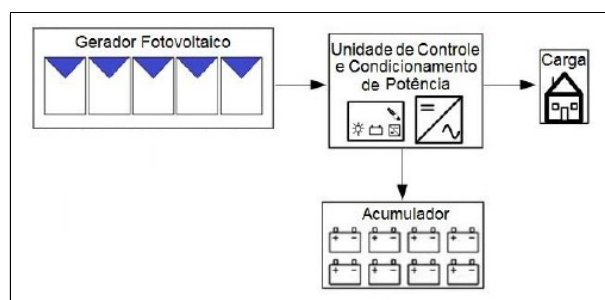 Gerador Fotovoltaico
Unidade de Controle
e Condicionamento
de Potência
Carga
Acumulador